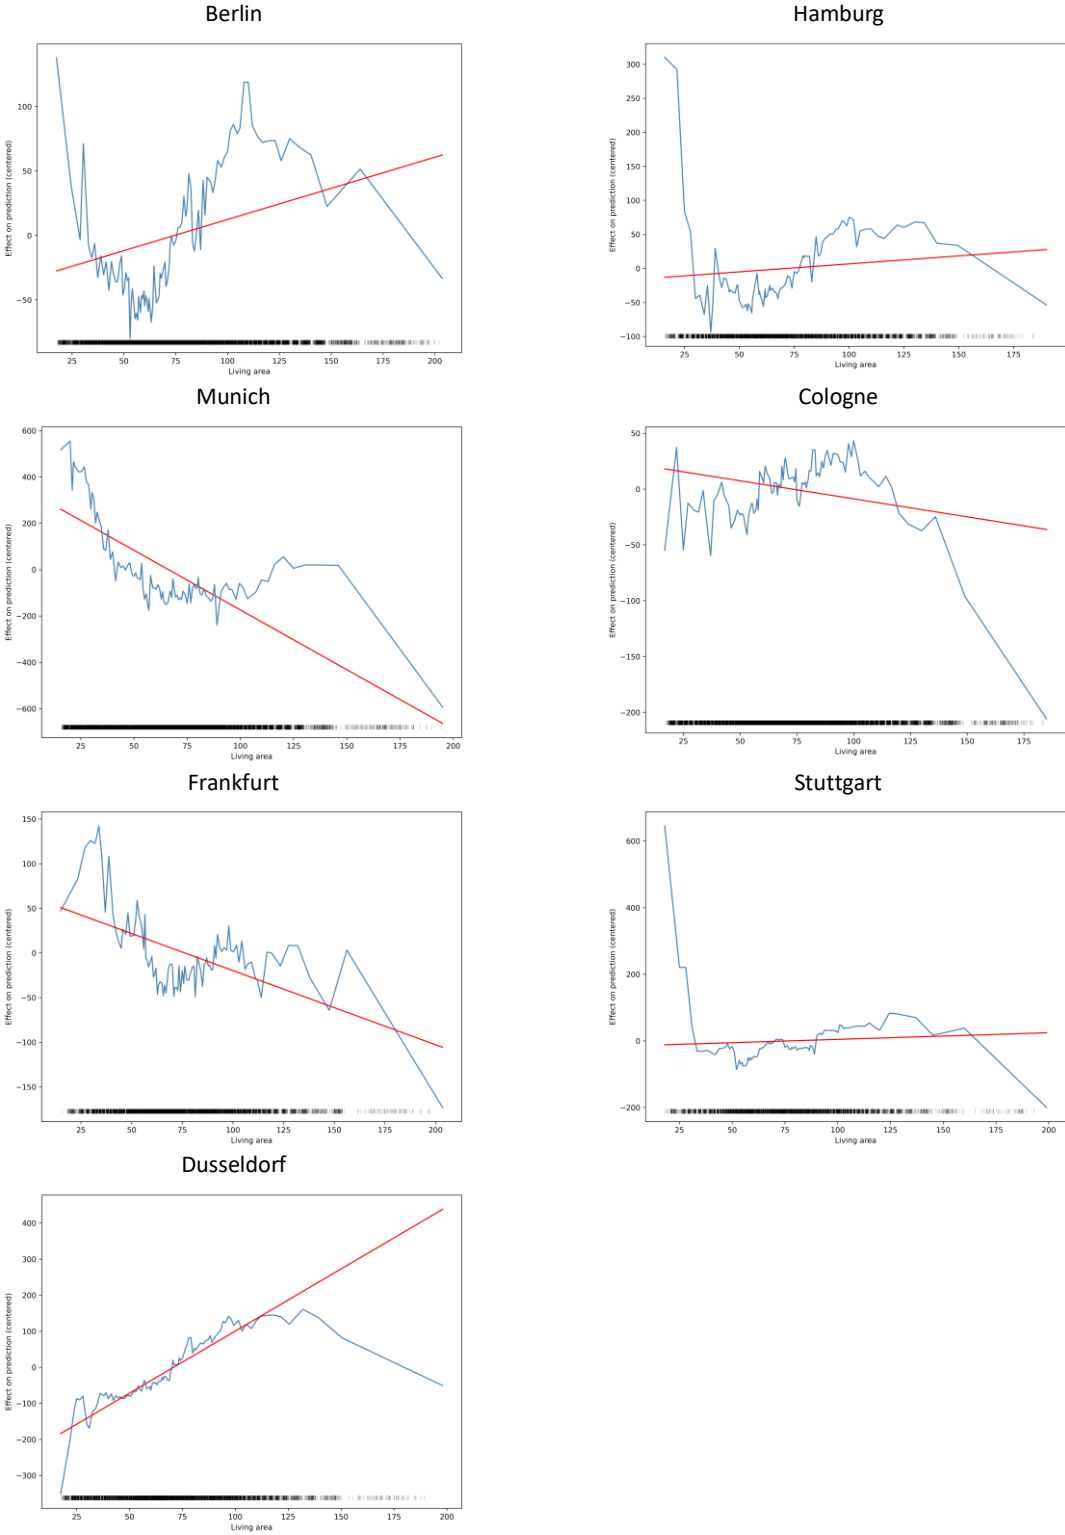 Berlin
Effect on prediction (centered)
100
50
0
−50
25 50 75 100 125 150 175 200
Living area
Hamburg
Effect on prediction (centered)
300
250
200
150
100
50
0
−50
−100
25 50 75 100 125 150 175
Living area
Munich
Effect on prediction (centered)
600
400
200
0
−200
−400
−600
25 50 75 100 125 150 175 200
Living area
Cologne
Effect on prediction (centered)
50
0
−50
−100
−150
−200
25 50 75 100 125 150 175
Living area
Frankfurt
Effect on prediction (centered)
150
100
50
0
−50
−100
−150
25 50 75 100 125 150 175 200
Living area
Stuttgart
Effect on prediction (centered)
600
400
200
0
−200
25 50 75 100 125 150 175 200
Living area
Dusseldorf
Effect on prediction (centered)
400
300
200
100
0
−100
−200
−300
25 50 75 100 125 150 175 200
Living area